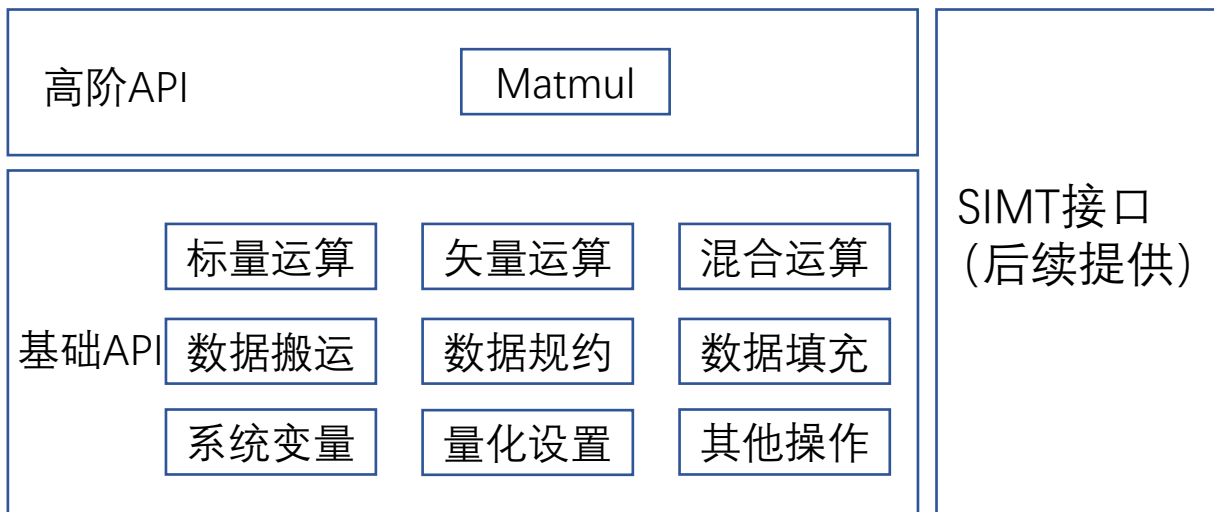 高阶API
Matmul
标量运算
矢量运算
混合运算
基础API
数据搬运
数据规约
数据填充
系统变量
量化设置
其他操作
SIMT接口
（后续提供）